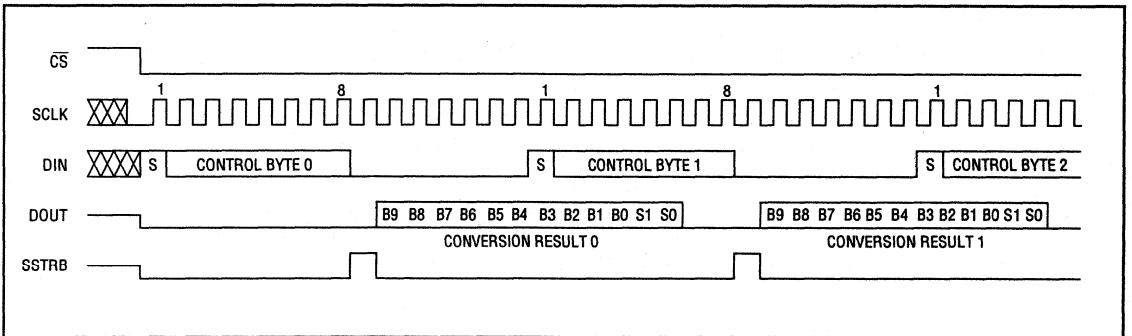 CS
1 8 1 8 1
SCLK
DIN S CONTROL BYTE 0 S CONTROL BYTE 1 S CONTROL BYTE 2
DOUT B9 B8 B7 B6 B5 B4 B3 B2 B1 B0 S1 S0 B9 B8 B7 B6 B5 B4 B3 B2 B1 B0 S1 S0
CONVERSION RESULT 0 CONVERSION RESULT 1
SSTRB